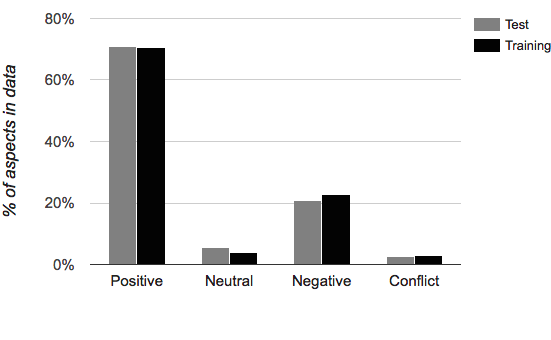 80%
Test
Training
60%
40%
20%
0%
% of aspects in data
Positive Neutral Negative Conflict